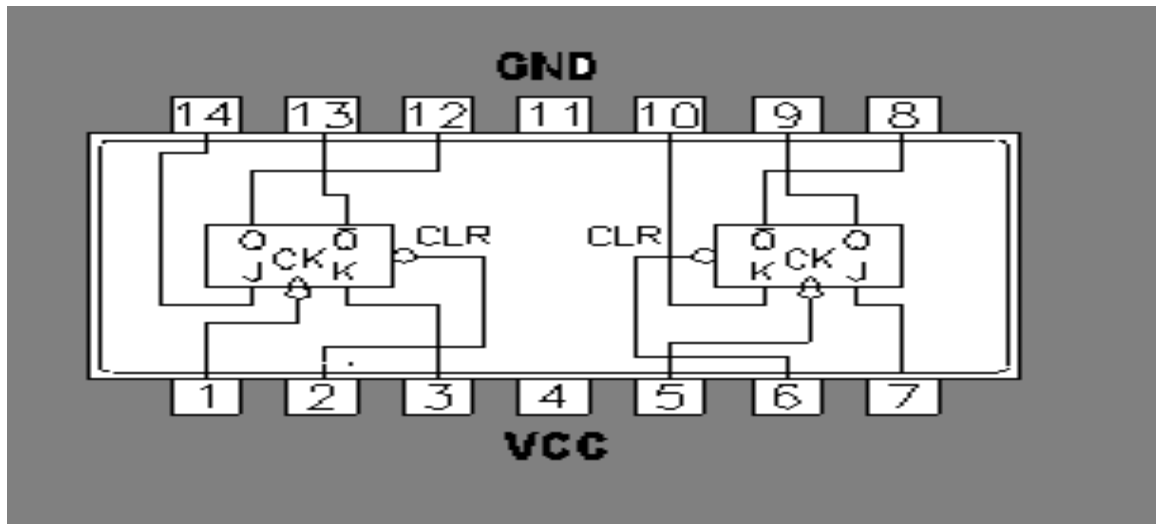 GND
14 13 12 11 10 9 8
CLR CLR
Q Q̅ Q̅ Q
CK CK
J K K J
1 2 3 4 5 6 7
VCC